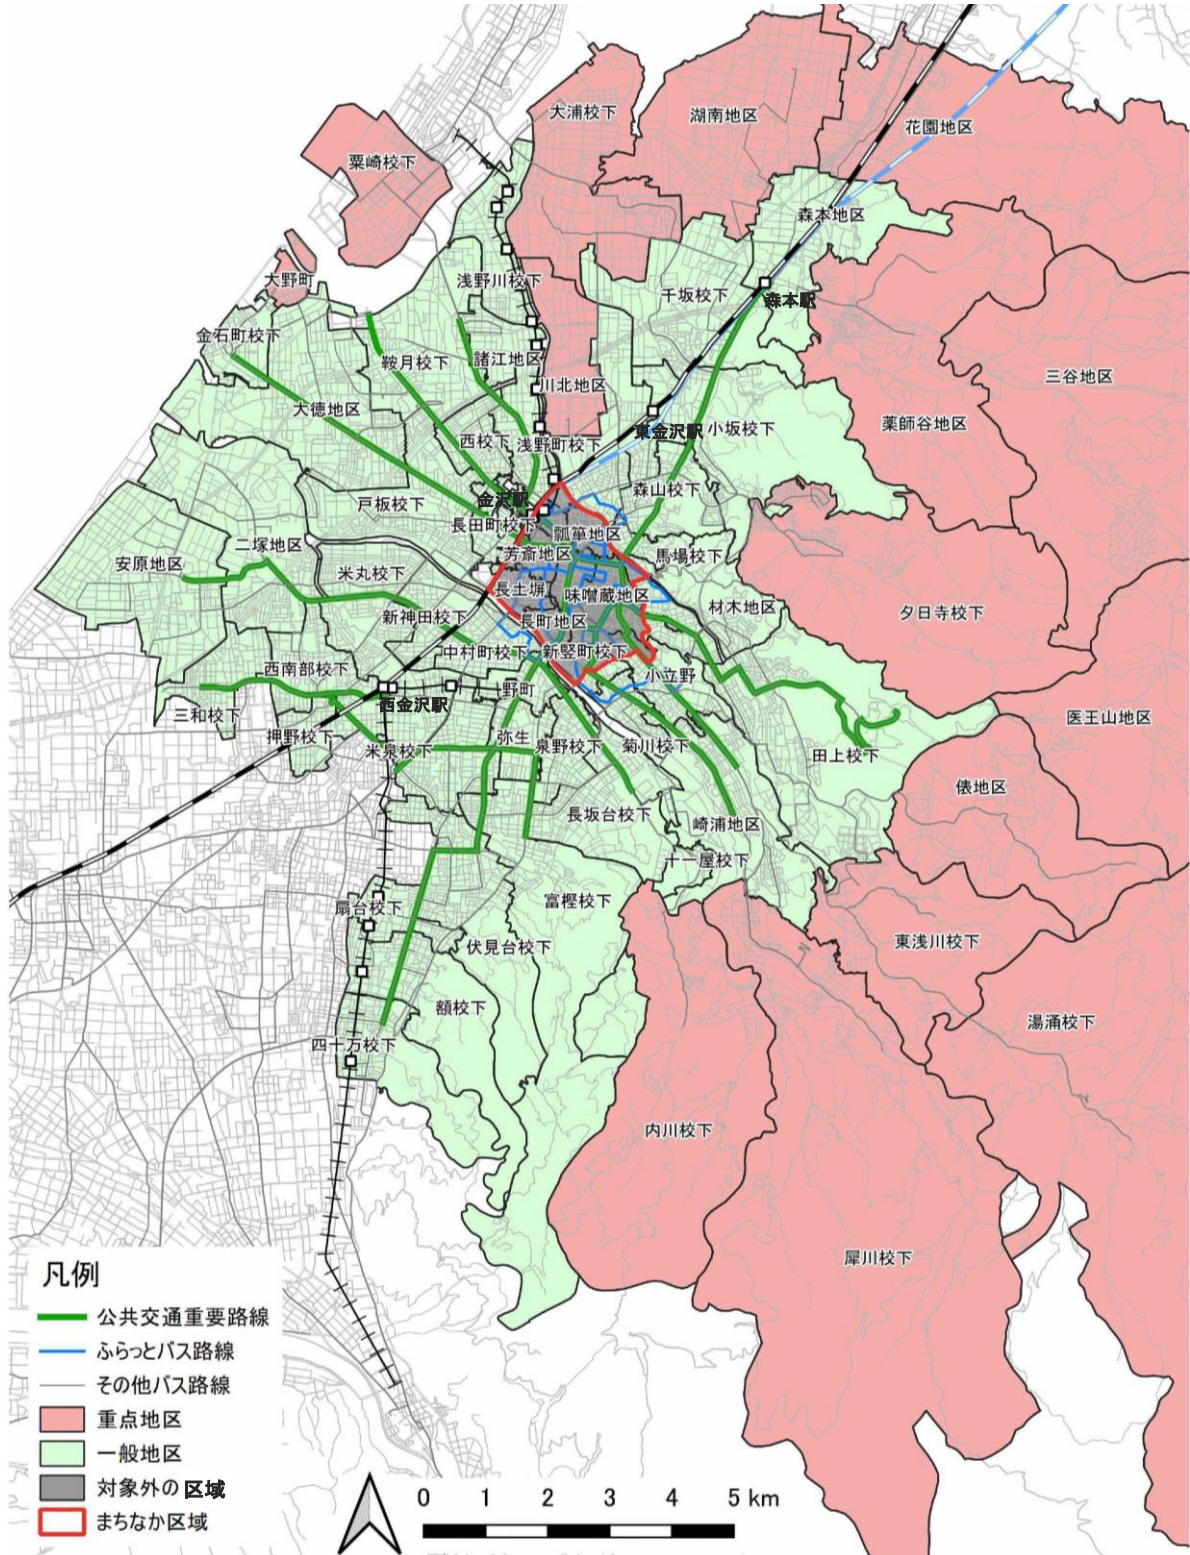 大浦校下
湖南地区
花園地区
粟崎校下
森本地区
大野町
浅野川校下
千坂校下
森本駅
金石町校下
鞍月校下
諸江地区
川北地区
三谷地区
大徳地区
薬師谷地区
西校下
浅野町校下
東金沢駅
小坂校下
金沢駅
森山校下
戸板校下
長田町校下
瓢箪地区
二塚地区
芳斎地区
馬場校下
安原地区
米丸校下
長土塀
味噌蔵地区
材木地区
夕日寺校下
新神田校下
長町地区
中村町校下
新竪町校下
西南部校下
小立野
三和校下
西金沢駅
野町
医王山地区
押野校下
米泉校下
弥生
泉野校下
菊川校下
田上校下
俵地区
長坂台校下
崎浦地区
十一屋校下
扇台校下
富樫校下
伏見台校下
東浅川校下
額校下
湯涌校下
四十万校下
内川校下
犀川校下
凡例
公共交通重要路線
ふらっとバス路線
その他バス路線
重点地区
一般地区
対象外の区域
まちなか区域
0 1 2 3 4 5 km